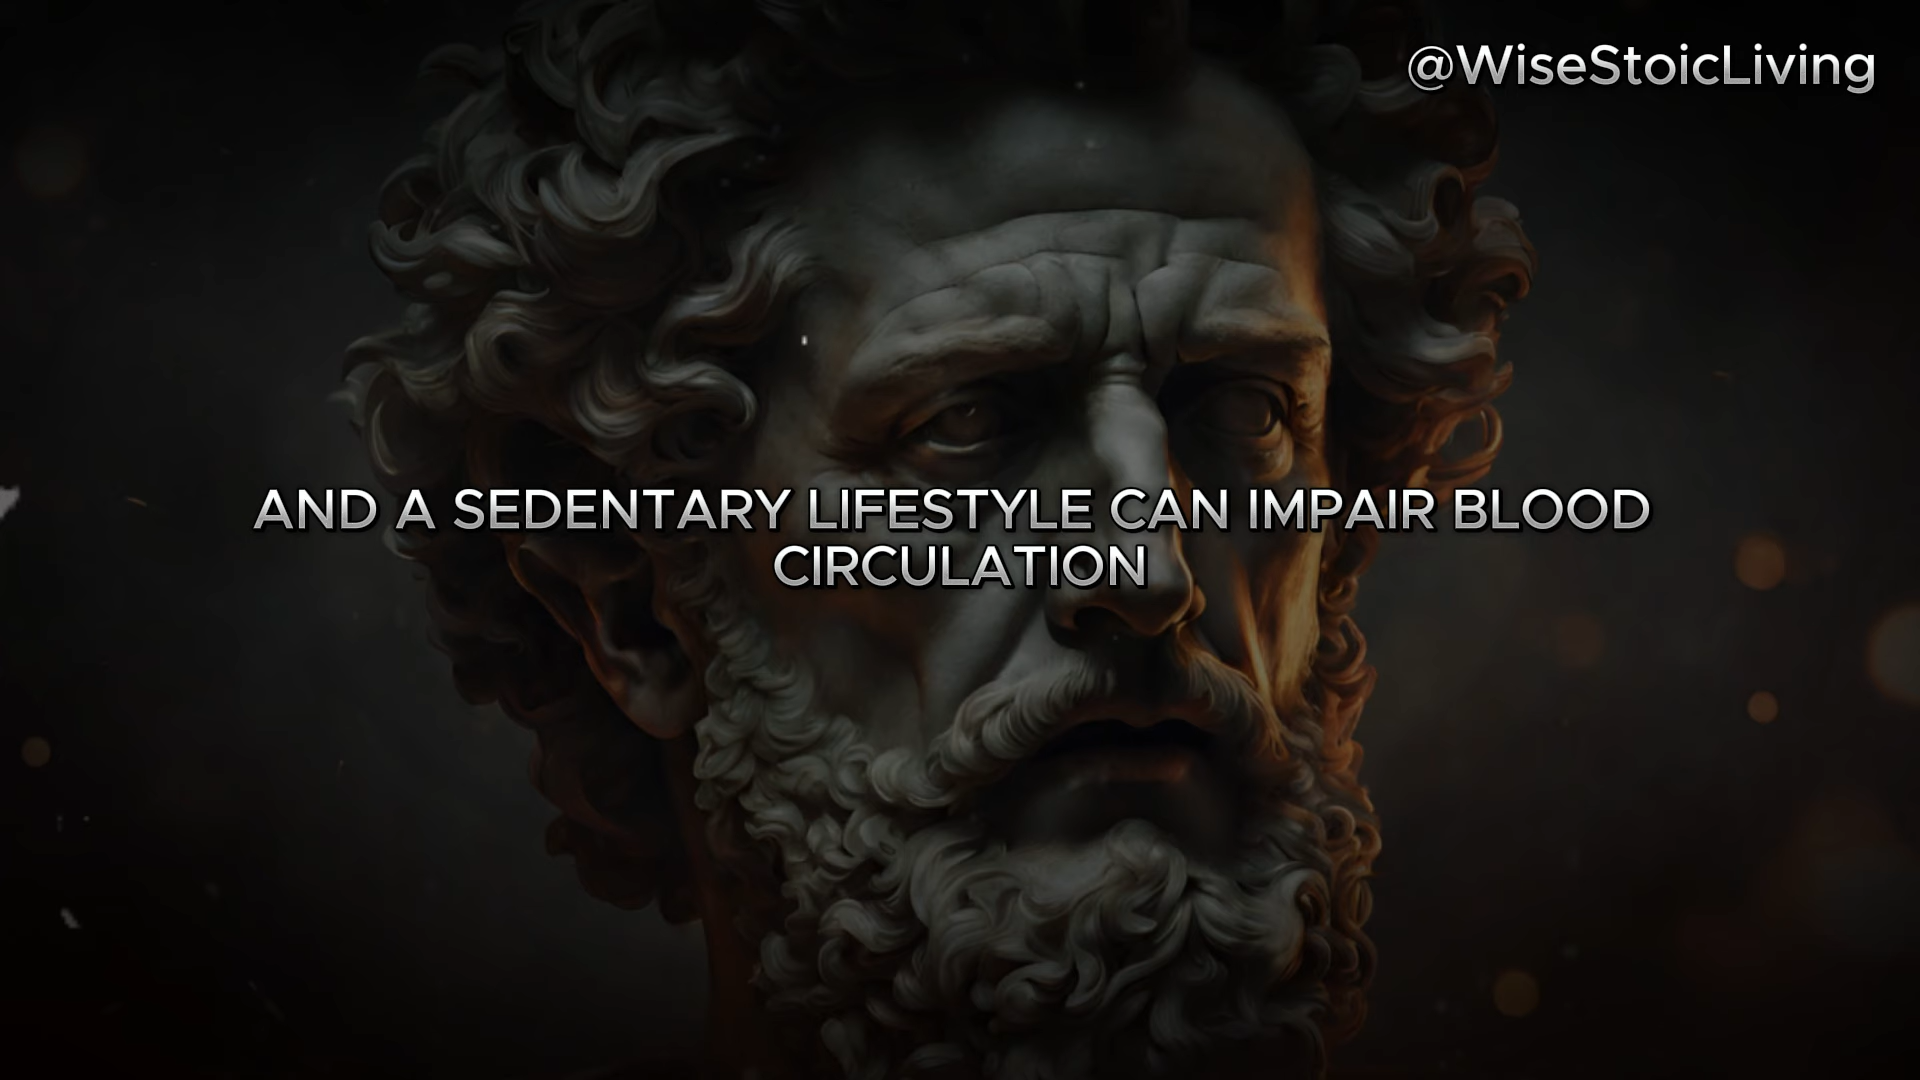 @WiseStoicLiving
AND A SEDENTARY LIFESTYLE CAN IMPAIR BLOOD
CIRCULATION